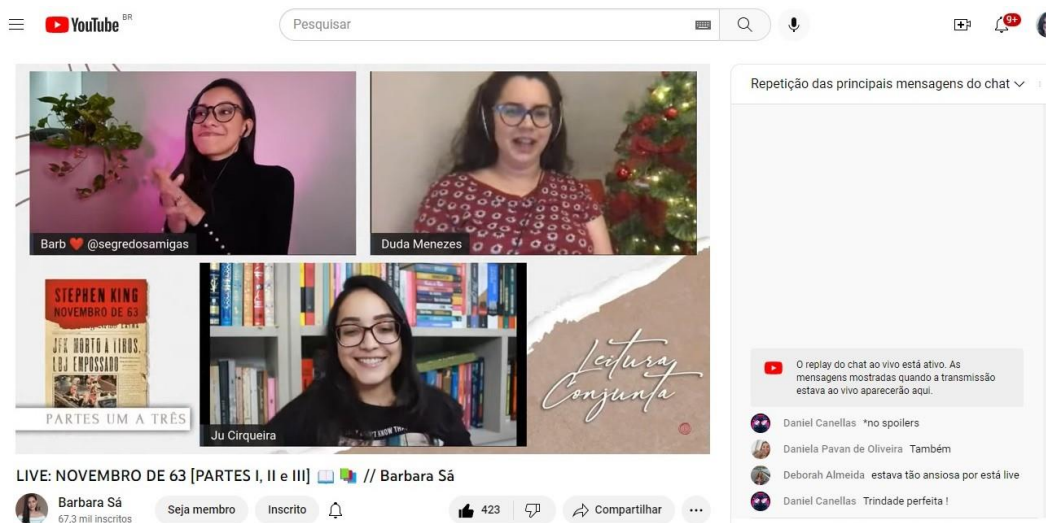 YouTube BR
Pesquisar
9+
Barb ❤️ @segredosamigas
Duda Menezes
STEPHEN KING
NOVEMBRO DE 63
JFK MORTO A TIROS,
LBJ EMPOSSADO
PARTES UM A TRÊS
Ju Cirqueira
Leitura
Conjunta
LIVE: NOVEMBRO DE 63 [PARTES I, II e III] 📖 📚 // Barbara Sá
Barbara Sá
67,3 mil inscritos
Seja membro
Inscrito
423
Compartilhar
Repetição das principais mensagens do chat
O replay do chat ao vivo está ativo. As
mensagens mostradas quando a transmissão
estava ao vivo aparecerão aqui.
Daniel Canellas *no spoilers
Daniela Pavan de Oliveira Também
Deborah Almeida estava tão ansiosa por está live
Daniel Canellas Trindade perfeita !